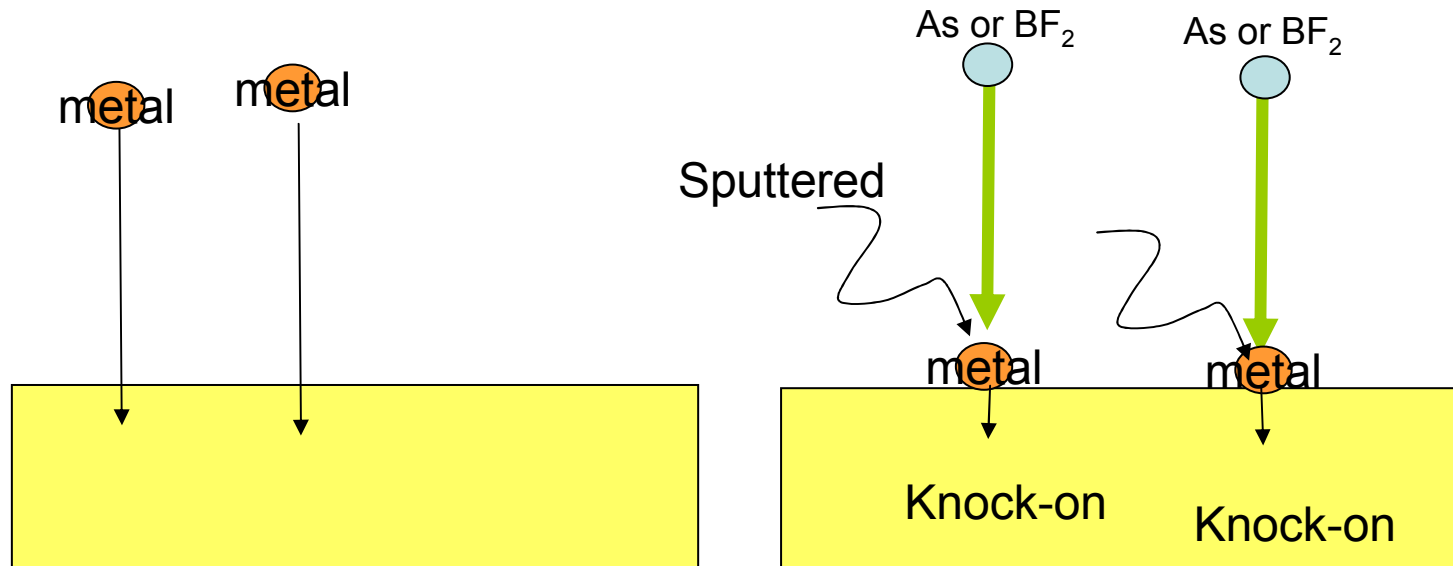 metal
metal
As or BF₂
As or BF₂
Sputtered
metal
metal
Knock-on
Knock-on